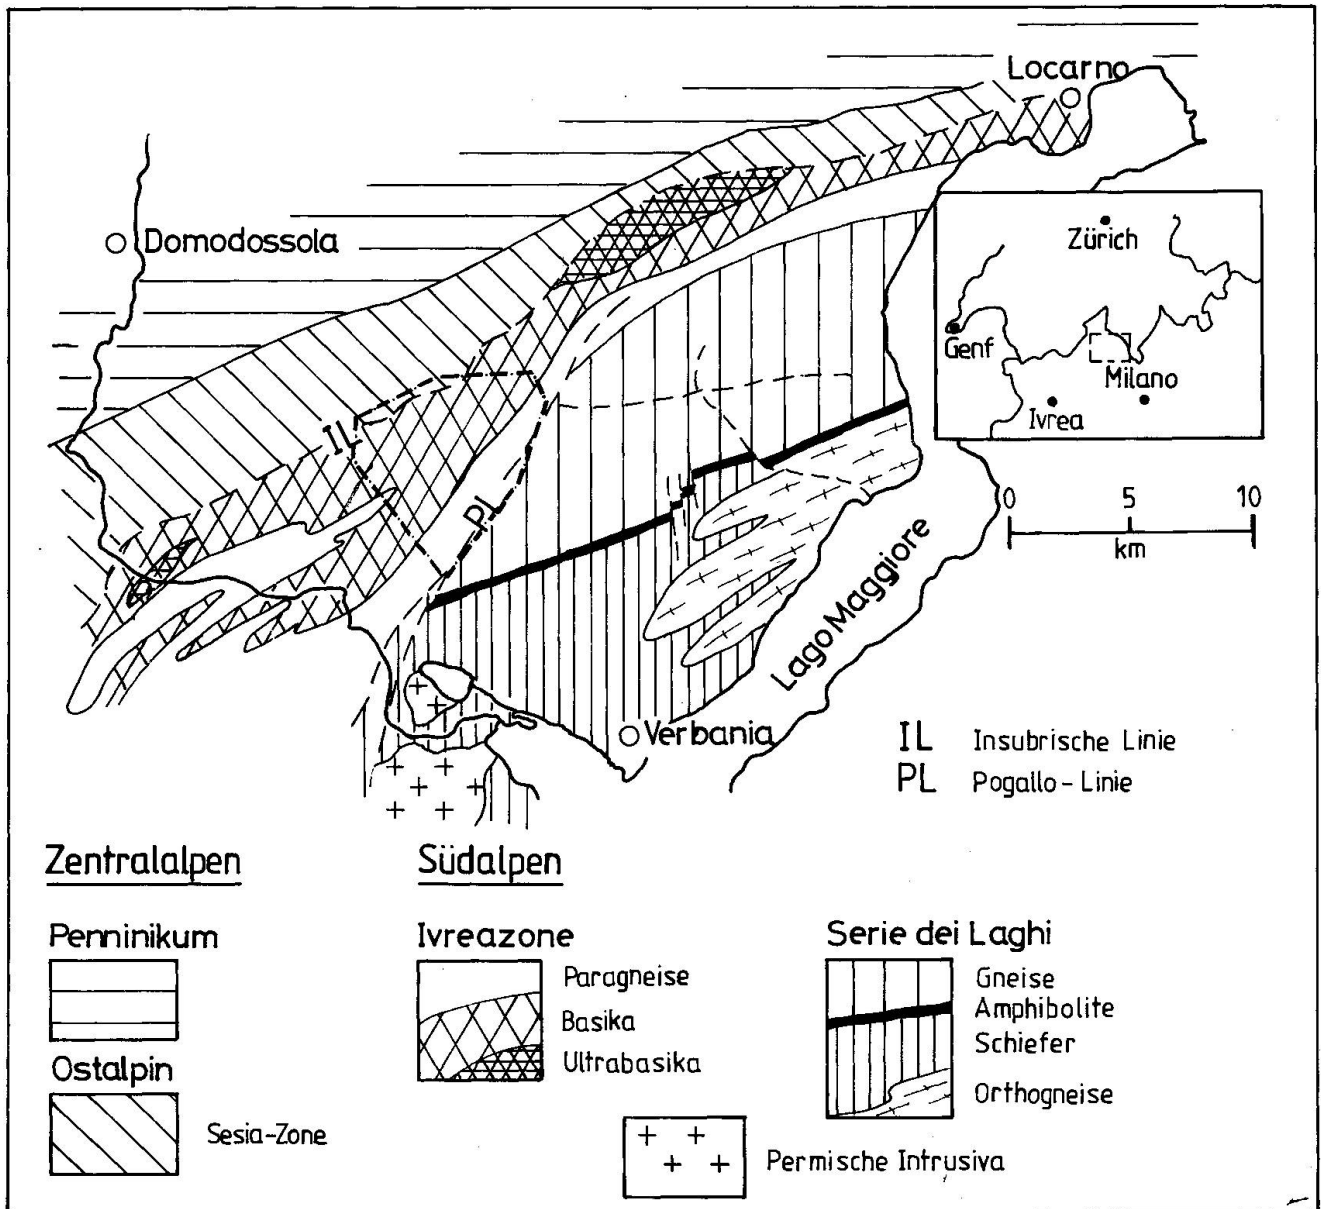 Locarno
Domodossola
Zürich
Genf
Milano
Ivrea
IL
PL
0 5 10
km
Lago Maggiore
Verbania
IL Insubrische Linie
PL Pogallo-Linie
Zentralalpen
Südalpen
Penninikum
Ivreazone
Serie dei Laghi
Paragneise
Basika
Ultrabasika
Gneise
Amphibolite
Schiefer
Orthogneise
Ostalpin
Sesia-Zone
Permische Intrusiva